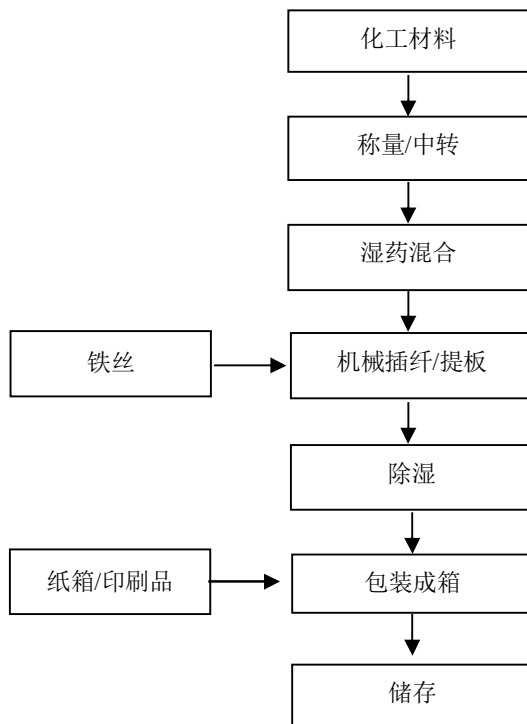 化工材料
称量/中转
湿药混合
铁丝
机械插纤/提板
除湿
纸箱/印刷品
包装成箱
储存